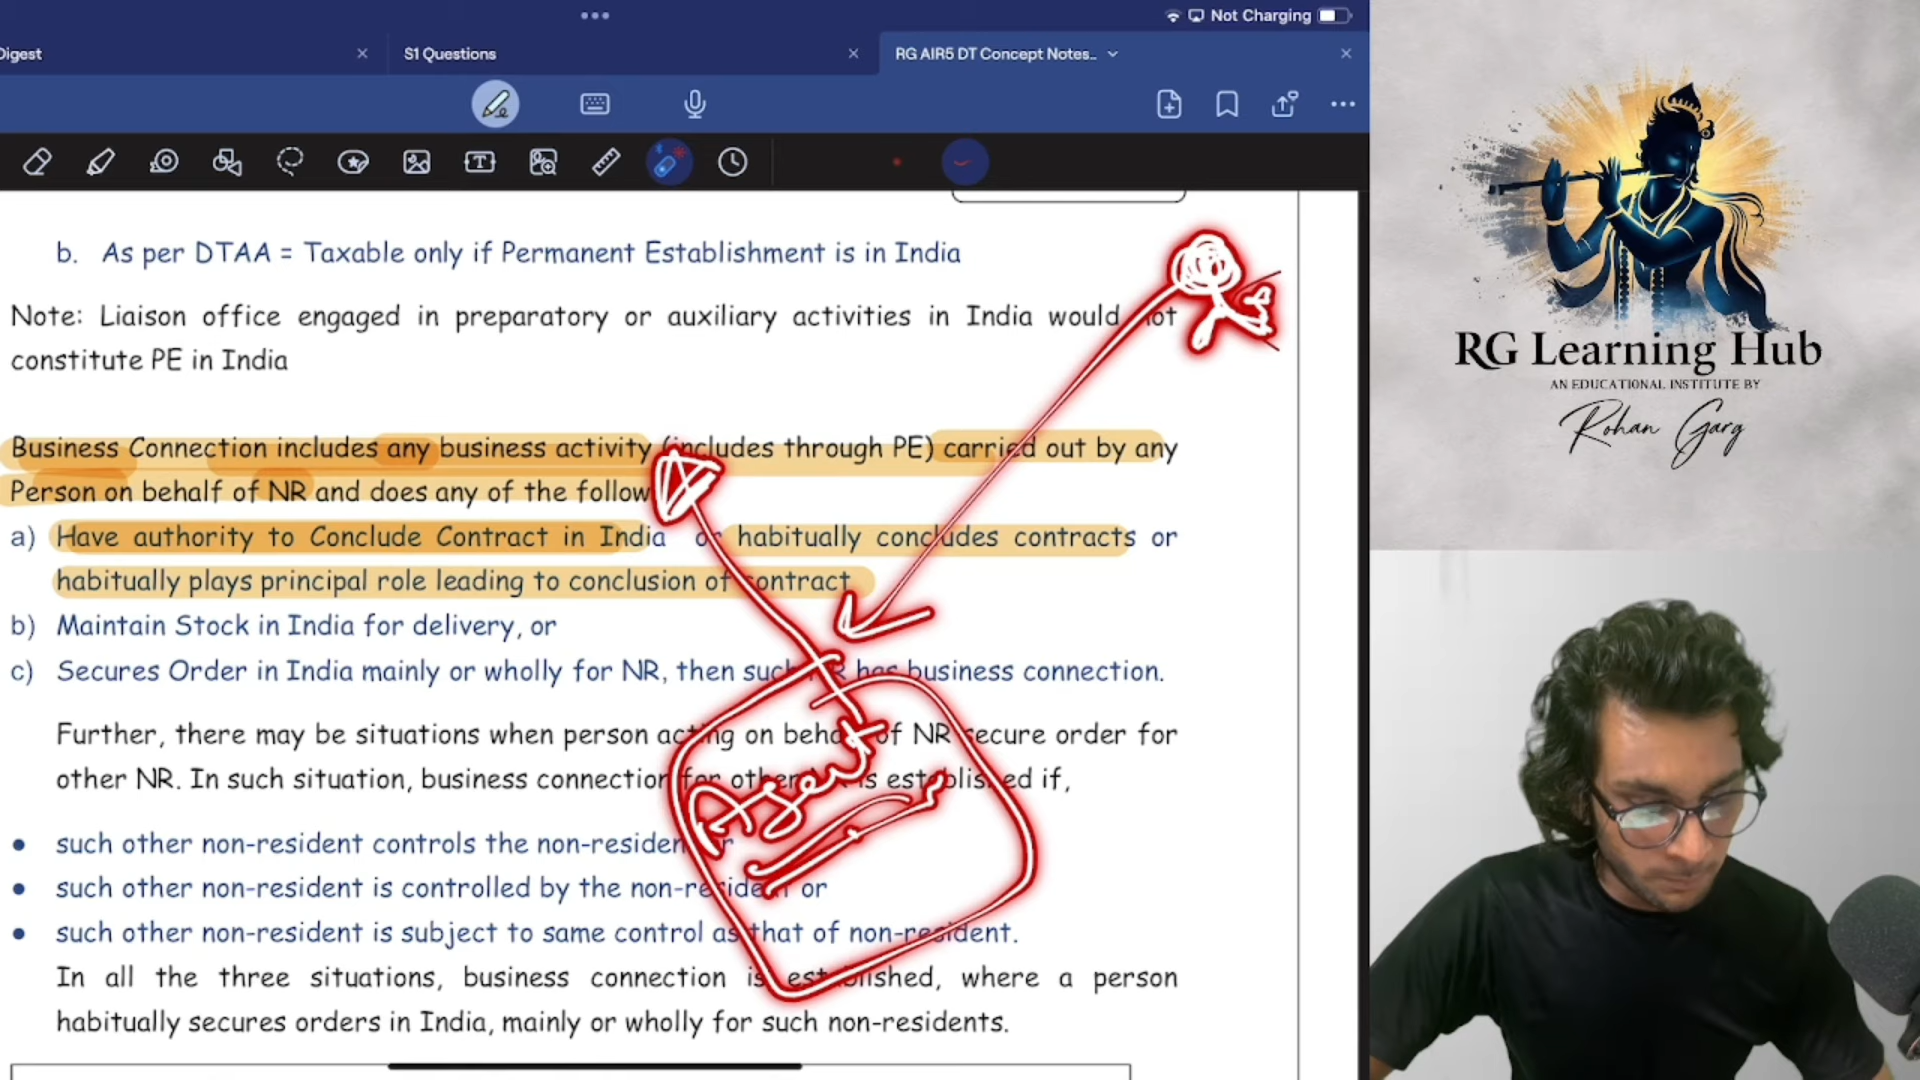 Not Charging
Digest
S1 Questions
RG AIR5 DT Concept Notes..
b. As per DTAA = Taxable only if Permanent Establishment is in India
Note: Liaison office engaged in preparatory or auxiliary activities in India would not
constitute PE in India
Business Connection includes any business activity (includes through PE) carried out by any
Person on behalf of NR and does any of the follow
a) Have authority to Conclude Contract in India or habitually concludes contracts or
habitually plays principal role leading to conclusion of contract
b) Maintain Stock in India for delivery, or
c) Secures Order in India mainly or wholly for NR, then such NR has business connection.
Further, there may be situations when person acting on behalf of NR secure order for
other NR. In such situation, business connection for other NR is established if,
• such other non-resident controls the non-resident or
• such other non-resident is controlled by the non-resident or
• such other non-resident is subject to same control as that of non-resident.
In all the three situations, business connection is established, where a person
habitually secures orders in India, mainly or wholly for such non-residents.
Agent
RG Learning Hub
AN EDUCATIONAL INSTITUTE BY
Rohan Garg